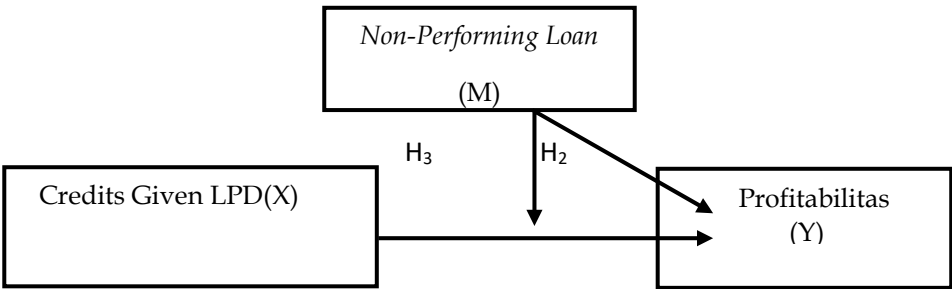 Non-Performing Loan
(M)
H₃
H₂
Credits Given LPD(X)
Profitabilitas
(Y)